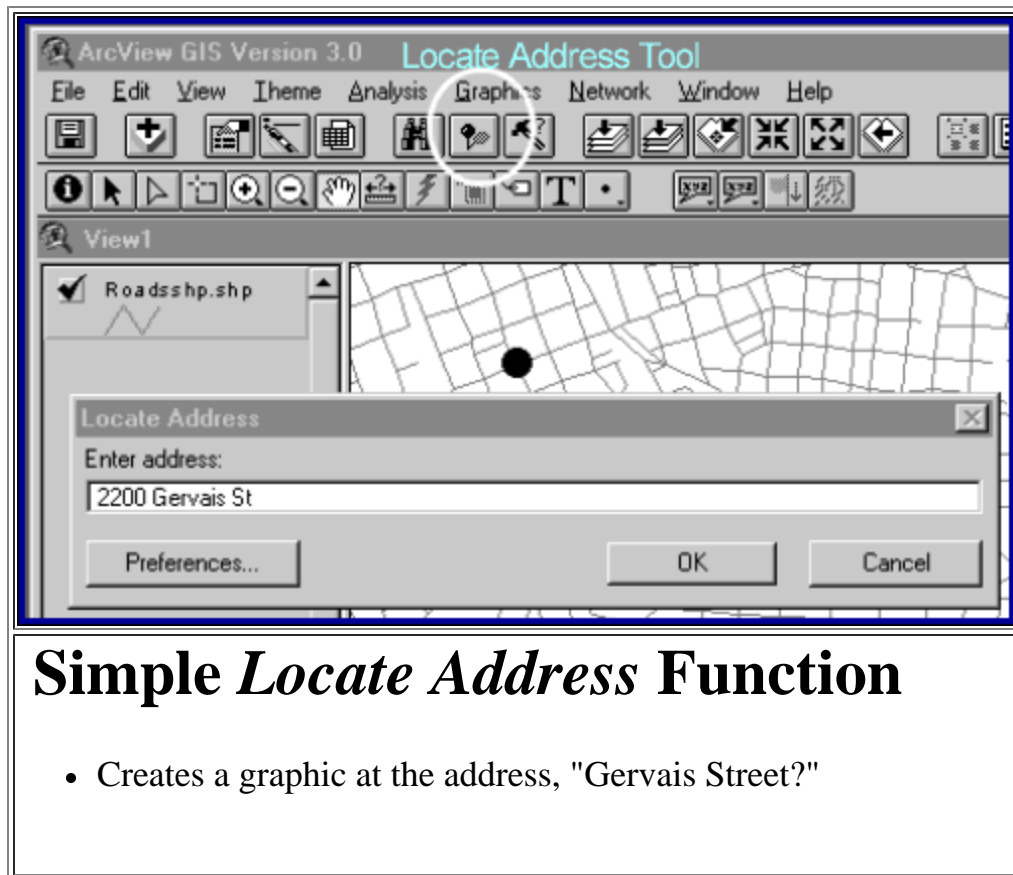 ArcView GIS Version 3.0 Locate Address Tool
File Edit View Theme Analysis Graphics Network Window Help
View1
Roadsshp.shp
Locate Address
Enter address:
2200 Gervais St
Preferences... OK Cancel
Simple Locate Address Function
• Creates a graphic at the address, "Gervais Street?"